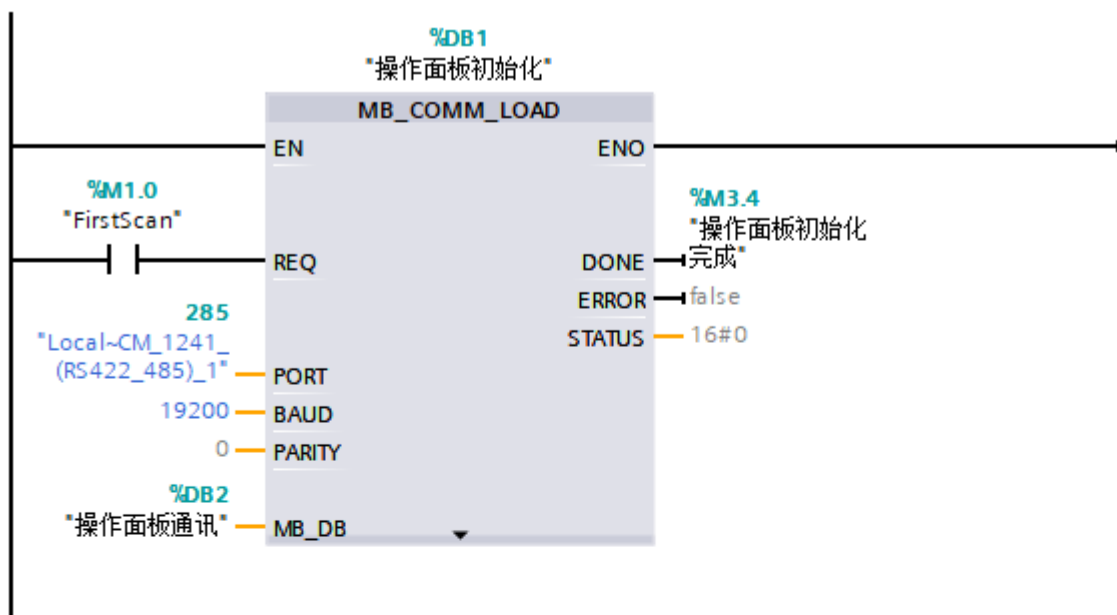 %DB1
"操作面板初始化"
MB_COMM_LOAD
EN
ENO
%M1.0
"FirstScan"
REQ
%M3.4
"操作面板初始化
完成"
DONE
ERROR
false
STATUS
16#0
285
"Local~CM_1241_
(RS422_485)_1"
PORT
19200
BAUD
0
PARITY
%DB2
"操作面板通讯"
MB_DB